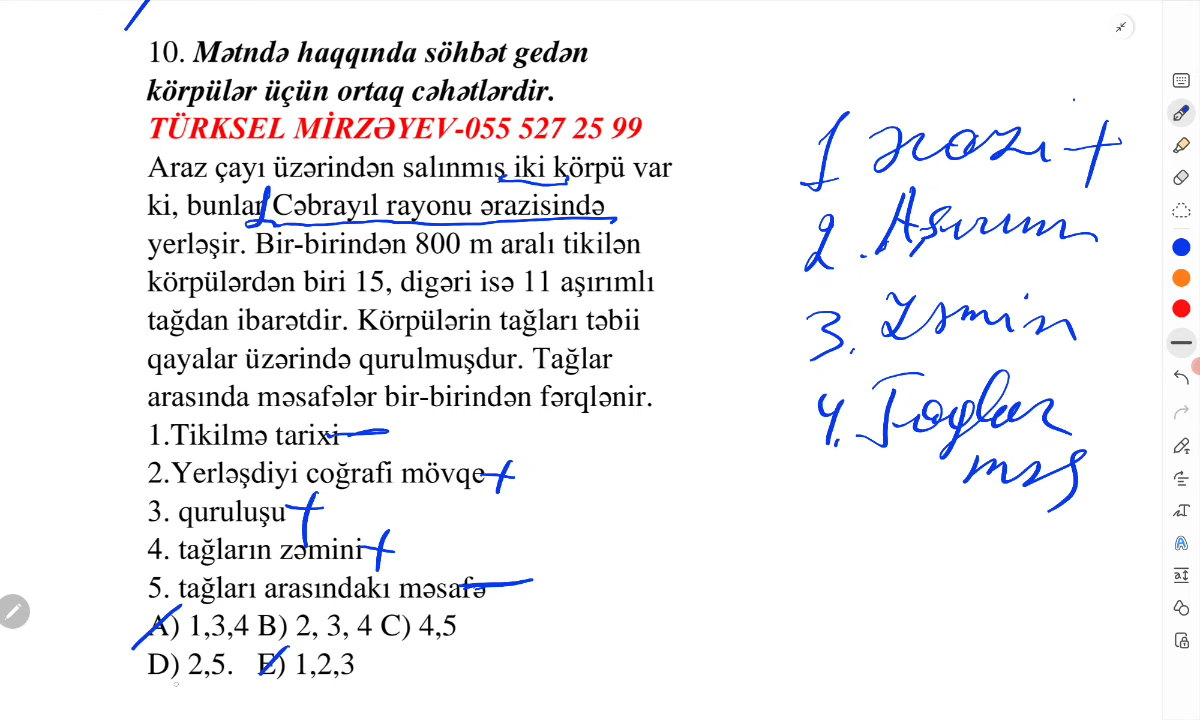 10. Mətndə haqqında söhbət gedən
körpülər üçün ortaq cəhətlərdir.
TÜRKSEL MİRZƏYEV-055 527 25 99
Araz çayı üzərindən salınmış iki körpü var
ki, bunlar Cəbrayıl rayonu ərazisində
yerləşir. Bir-birindən 800 m aralı tikilən
körpülərdən biri 15, digəri isə 11 aşırımlı
tağdan ibarətdir. Körpülərin tağları təbii
qayalar üzərində qurulmuşdur. Tağlar
arasında məsafələr bir-birindən fərqlənir.
1.Tikilmə tarixi
2.Yerləşdiyi coğrafi mövqe
3. quruluşu
4. tağların zəmini
5. tağları arasındakı məsafə
A) 1,3,4 B) 2, 3, 4 C) 4,5
D) 2,5. E) 1,2,3
2. Aşırım
3.
4. Tağlar
məs